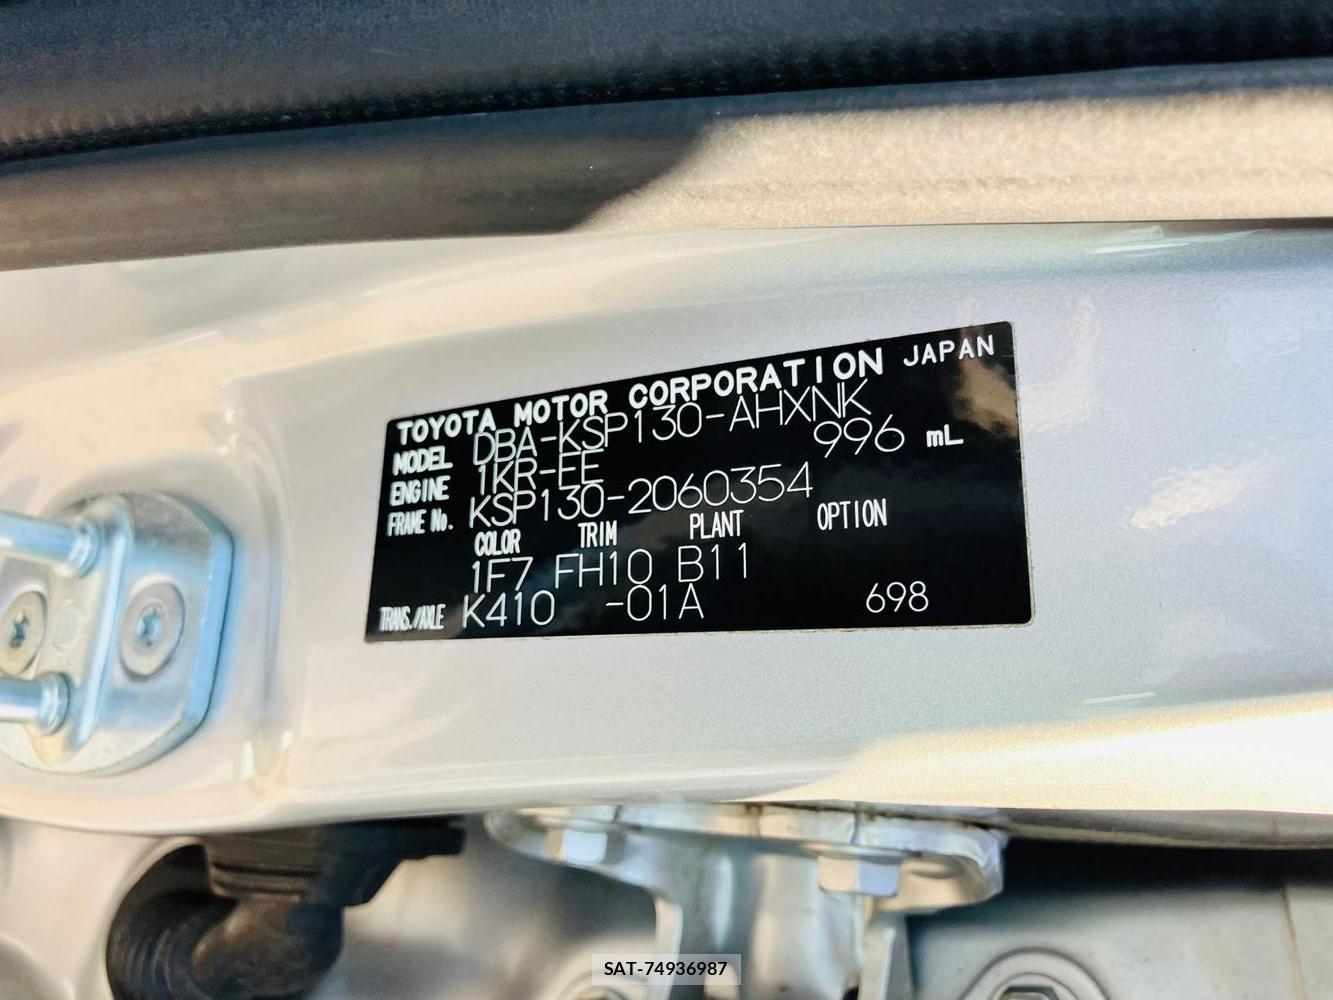 TOYOTA MOTOR CORPORATION JAPAN
MODEL DBA-KSP130-AHXNK
ENGINE 1KR-FE 996 mL
FRAME No. KSP130-2060354
COLOR TRIM PLANT OPTION
1F7 FH10 B11
TRANS./AXLE K410 -01A 698
SAT-74936987